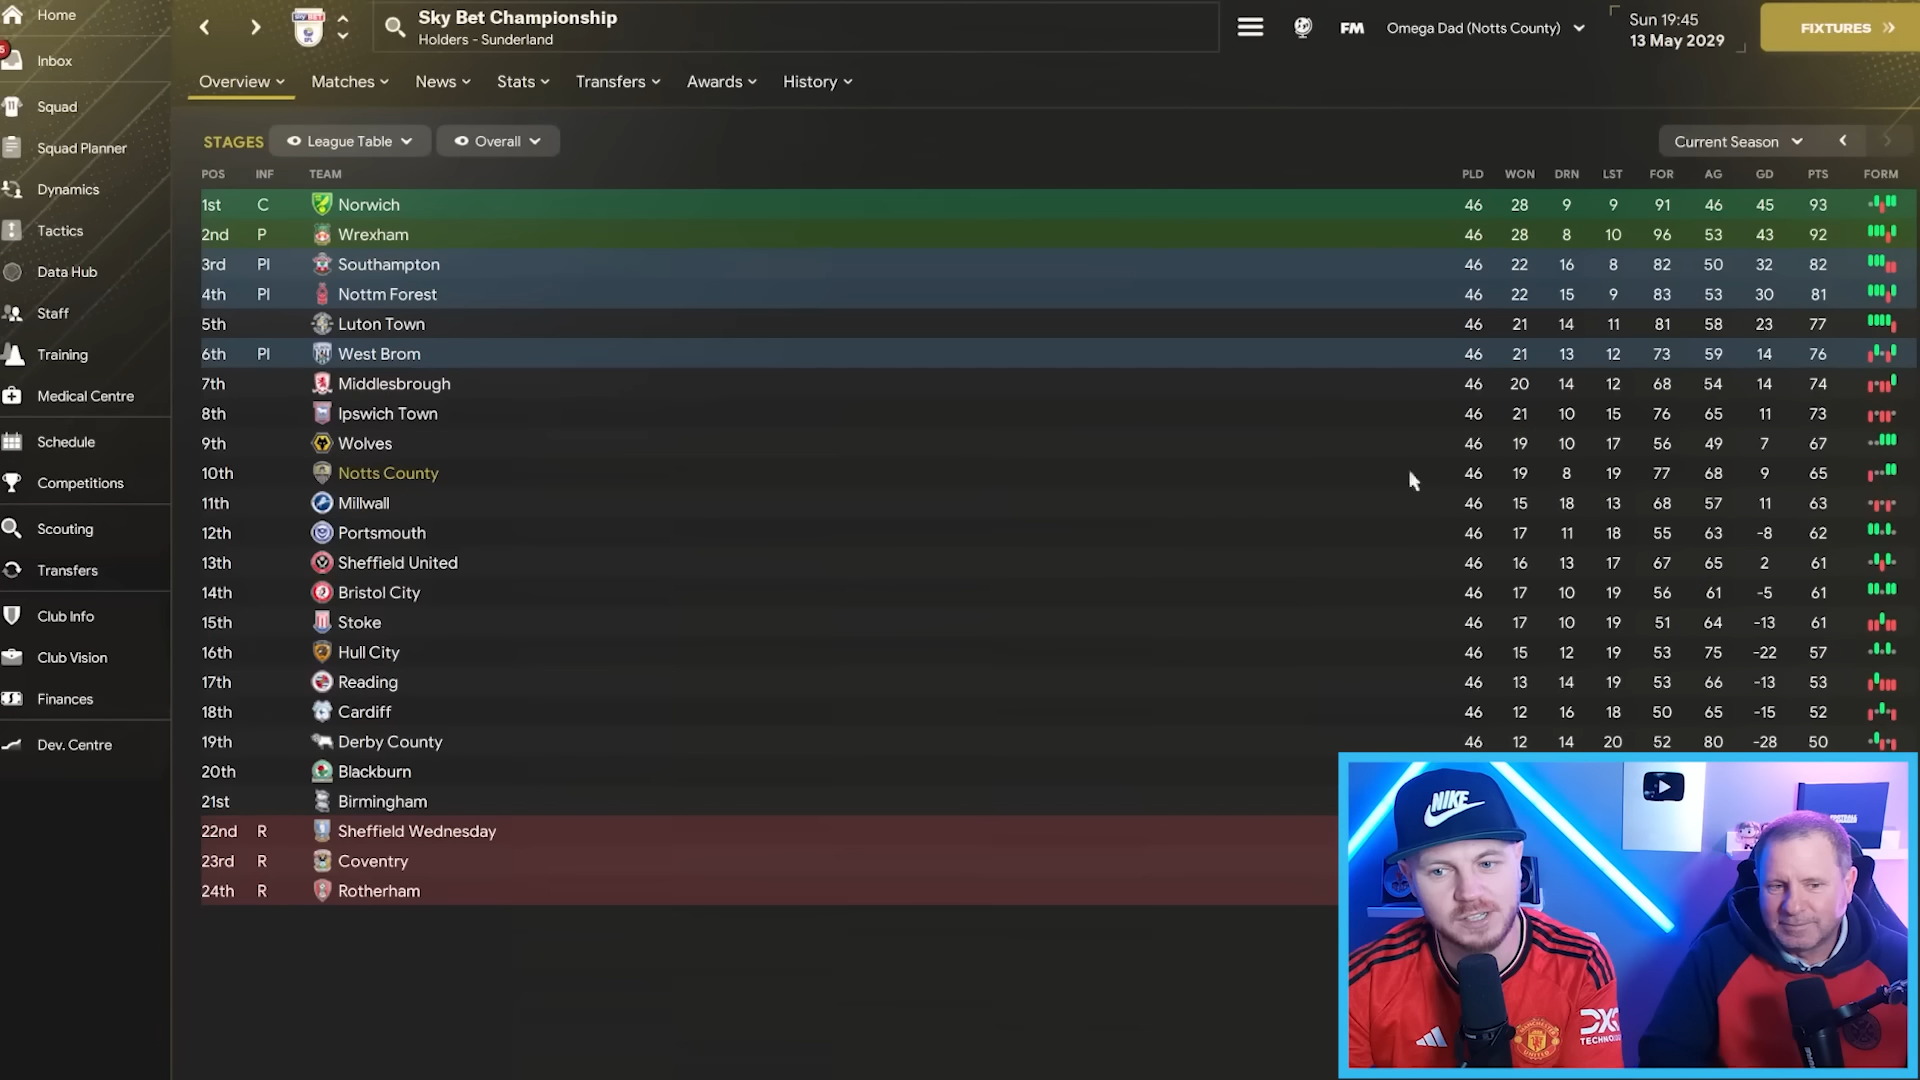 Home
Sky Bet Championship
Holders - Sunderland
FM
Omega Dad (Notts County)
Sun 19:45
13 May 2029
FIXTURES
5
Inbox
Overview
Matches
News
Stats
Transfers
Awards
History
Squad
Squad Planner
Dynamics
Tactics
Data Hub
Staff
Training
Medical Centre
Schedule
Competitions
Scouting
Transfers
Club Info
Club Vision
Finances
Dev. Centre
STAGES League Table Overall Current Season
POS INF TEAM PLD WON DRN LST FOR AG GD PTS FORM
1st C Norwich 46 28 9 9 91 46 45 93
2nd P Wrexham 46 28 8 10 96 53 43 92
3rd Pl Southampton 46 22 16 8 82 50 32 82
4th Pl Nottm Forest 46 22 15 9 83 53 30 81
5th Luton Town 46 21 14 11 81 58 23 77
6th Pl West Brom 46 21 13 12 73 59 14 76
7th Middlesbrough 46 20 14 12 68 54 14 74
8th Ipswich Town 46 21 10 15 76 65 11 73
9th Wolves 46 19 10 17 56 49 7 67
10th Notts County 46 19 8 19 77 68 9 65
11th Millwall 46 15 18 13 68 57 11 63
12th Portsmouth 46 17 11 18 55 63 -8 62
13th Sheffield United 46 16 13 17 67 65 2 61
14th Bristol City 46 17 10 19 56 61 -5 61
15th Stoke 46 17 10 19 51 64 -13 61
16th Hull City 46 15 12 19 53 75 -22 57
17th Reading 46 13 14 19 53 66 -13 53
18th Cardiff 46 12 16 18 50 65 -15 52
19th Derby County 46 12 14 20 52 80 -28 50
20th Blackburn
21st Birmingham
22nd R Sheffield Wednesday
23rd R Coventry
24th R Rotherham
NIKE
DXC
TECHNO